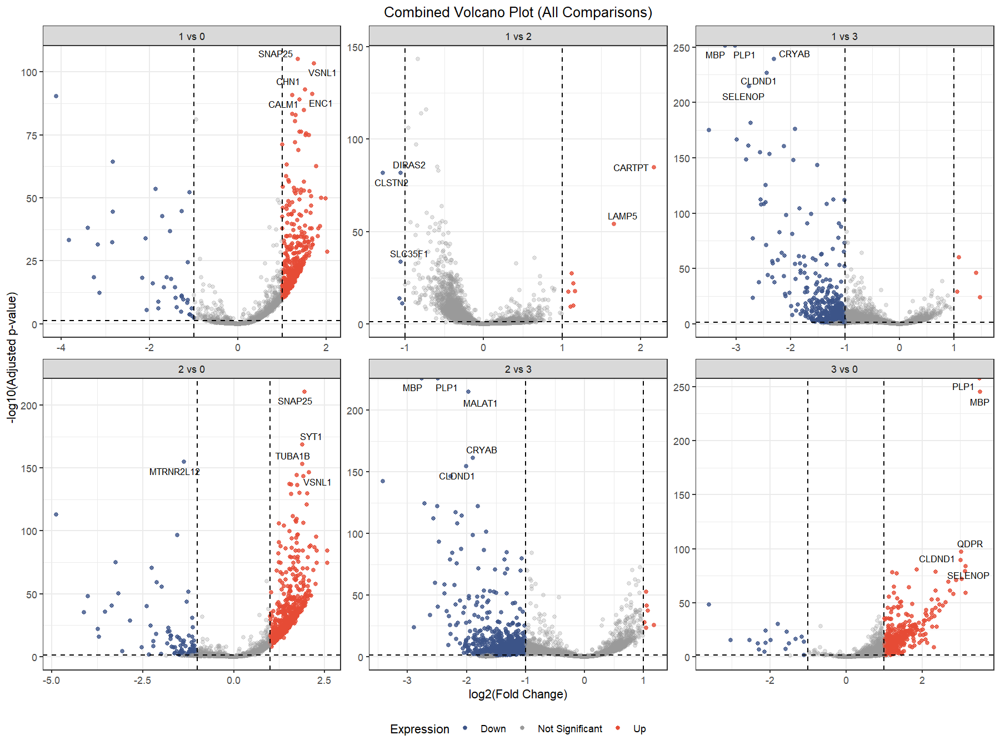 Combined Volcano Plot (All Comparisons)
1 vs 0
1 vs 2
1 vs 3
SNAP25
VSNL1
CHN1
CALM1
ENC1
100
75
50
25
0
-4
-2
0
2
DIRAS2
CLSTN2
CARTPT
LAMP5
SLC35F1
150
100
50
0
-1
0
1
2
MBP
PLP1
CRYAB
CLDND1
SELENOP
250
200
150
100
50
0
-3
-2
-1
0
1
2 vs 0
2 vs 3
3 vs 0
SNAP25
SYT1
TUBA1B
MTRNR2L12
VSNL1
200
150
100
50
0
-5.0
-2.5
0.0
2.5
MBP
PLP1
MALAT1
CRYAB
CLDND1
200
150
100
50
0
-3
-2
-1
0
1
PLP1
MBP
QDPR
CLDND1
SELENOP
250
200
150
100
50
0
-2
0
2
-log10(Adjusted p-value)
log2(Fold Change)
Expression Down Not Significant Up